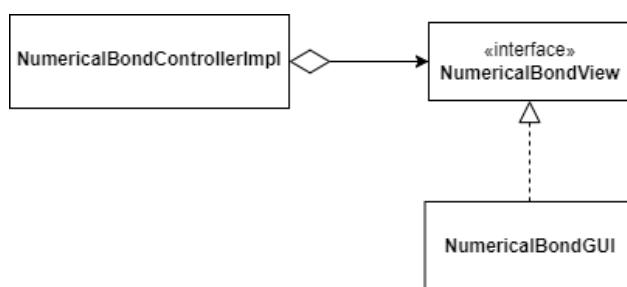 NumericalBondControllerImpl
«interface»
NumericalBondView
NumericalBondGUI